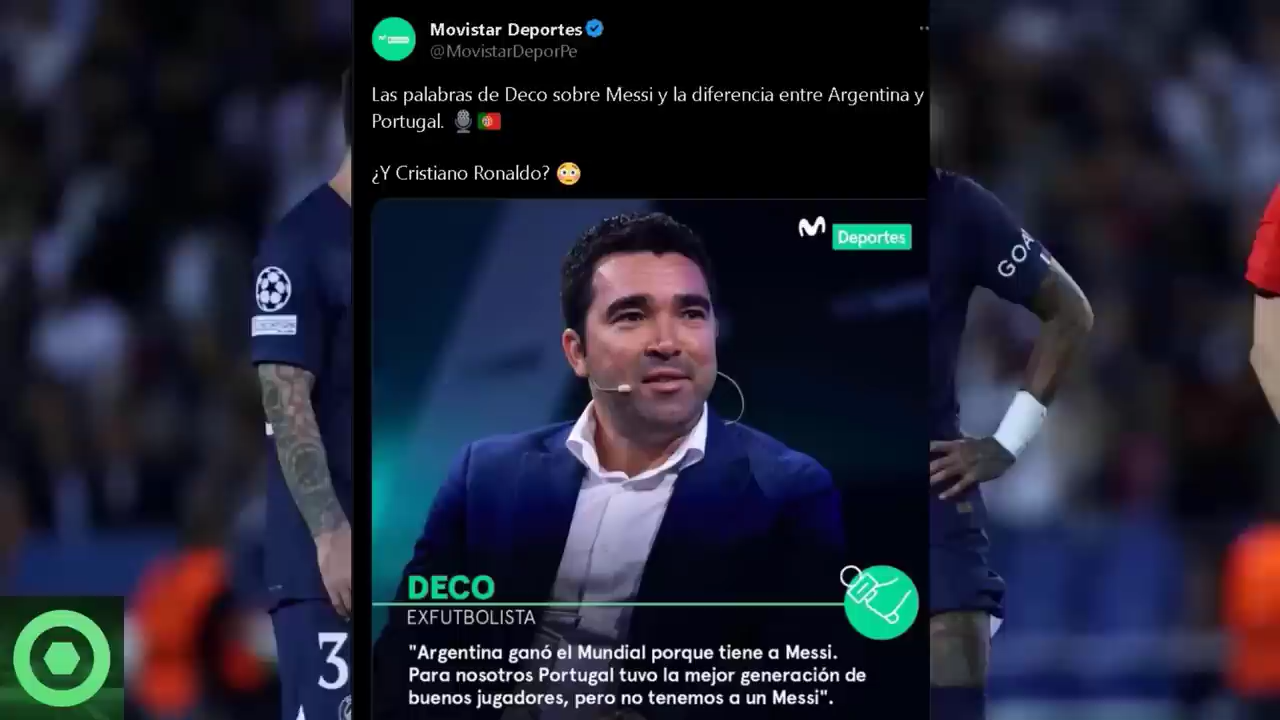 Movistar Deportes
@MovistarDeporPe
Las palabras de Deco sobre Messi y la diferencia entre Argentina y
Portugal.
¿Y Cristiano Ronaldo?
Deportes
GOA
DECO
EXFUTBOLISTA
"Argentina ganó el Mundial porque tiene a Messi.
Para nosotros Portugal tuvo la mejor generación de
buenos jugadores, pero no tenemos a un Messi".
3